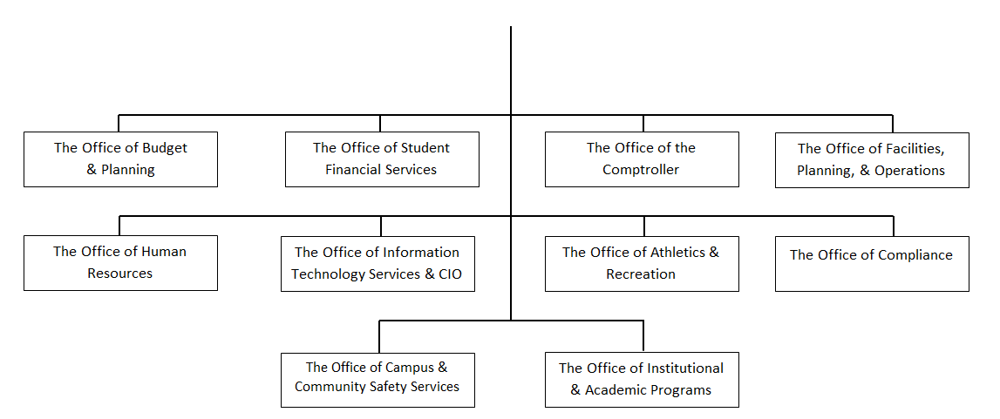 The Office of Budget
& Planning
The Office of Student
Financial Services
The Office of the
Comptroller
The Office of Facilities,
Planning, & Operations
The Office of Human
Resources
The Office of Information
Technology Services & CIO
The Office of Athletics &
Recreation
The Office of Compliance
The Office of Campus &
Community Safety Services
The Office of Institutional
& Academic Programs